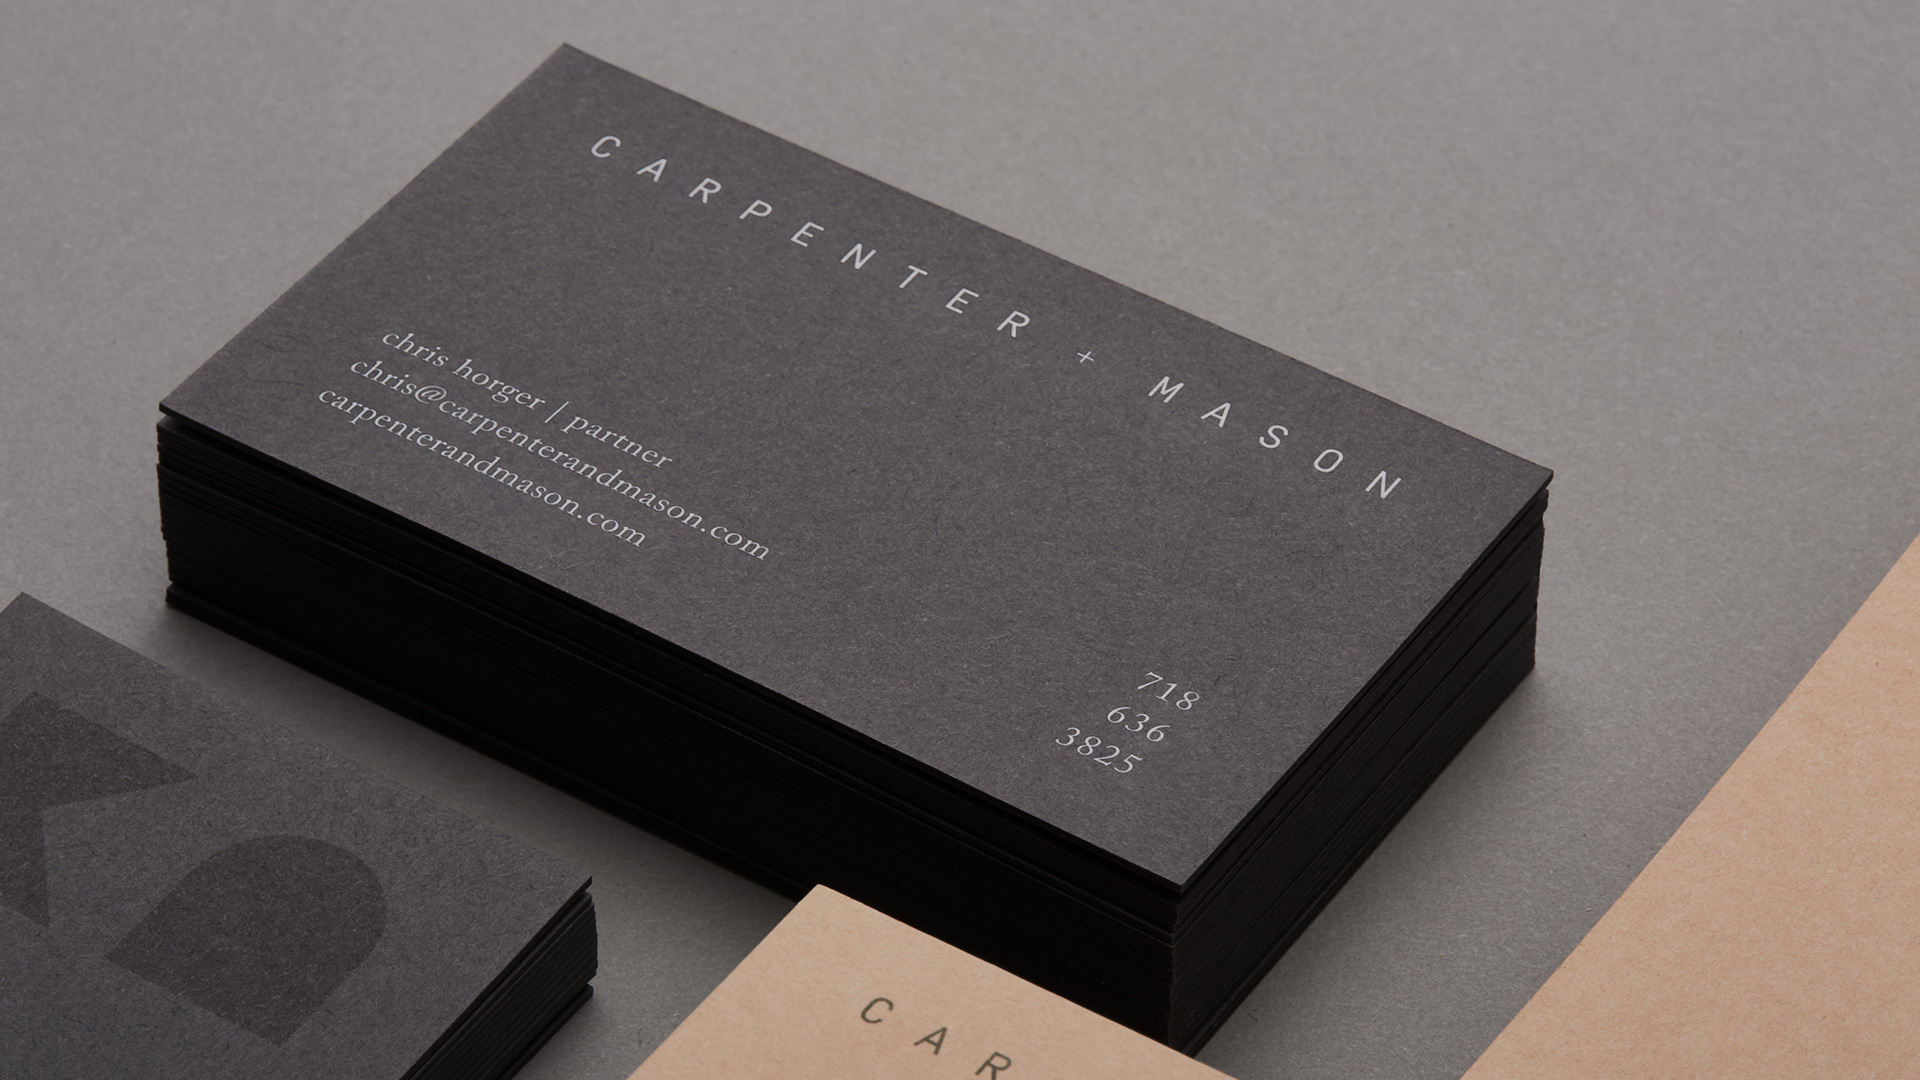 CARPENTER + MASON
chris horger | partner
chris@carpenterandmason.com
carpenterandmason.com
718
636
3825
CAR